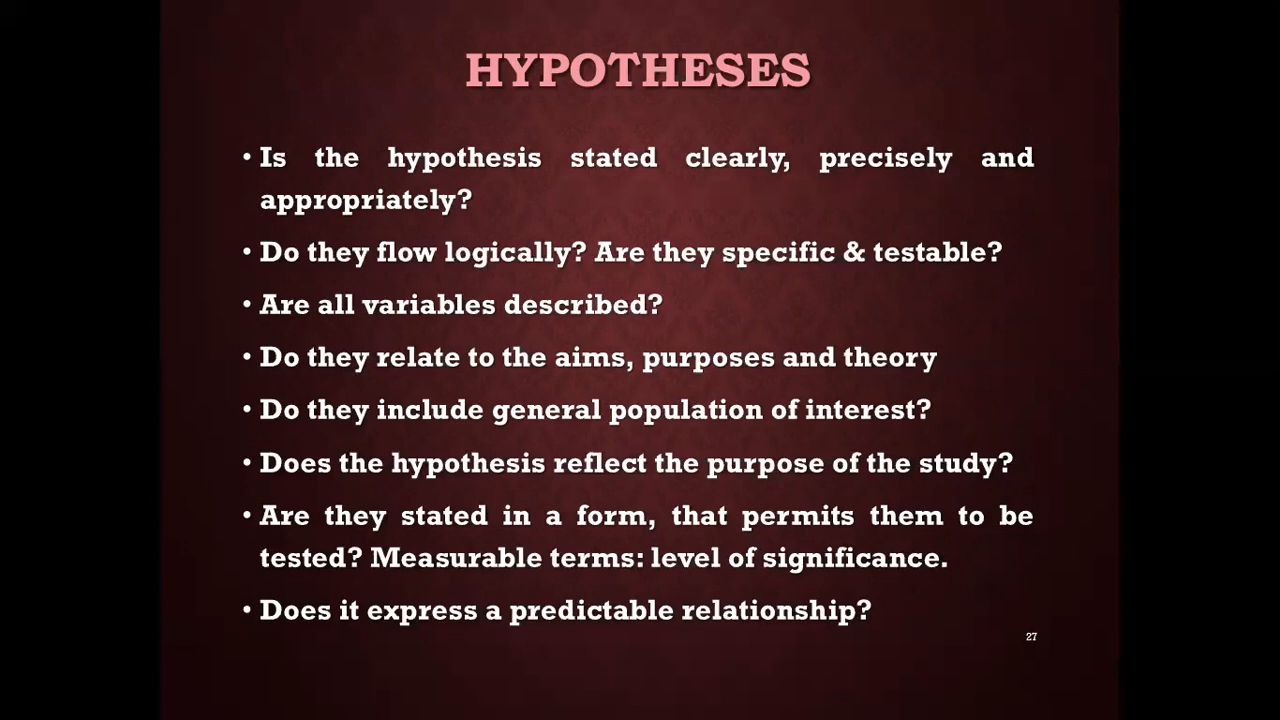 HYPOTHESES
• Is the hypothesis stated clearly, precisely and
appropriately?
• Do they flow logically? Are they specific & testable?
• Are all variables described?
• Do they relate to the aims, purposes and theory
• Do they include general population of interest?
• Does the hypothesis reflect the purpose of the study?
• Are they stated in a form, that permits them to be
tested? Measurable terms: level of significance.
• Does it express a predictable relationship?
27